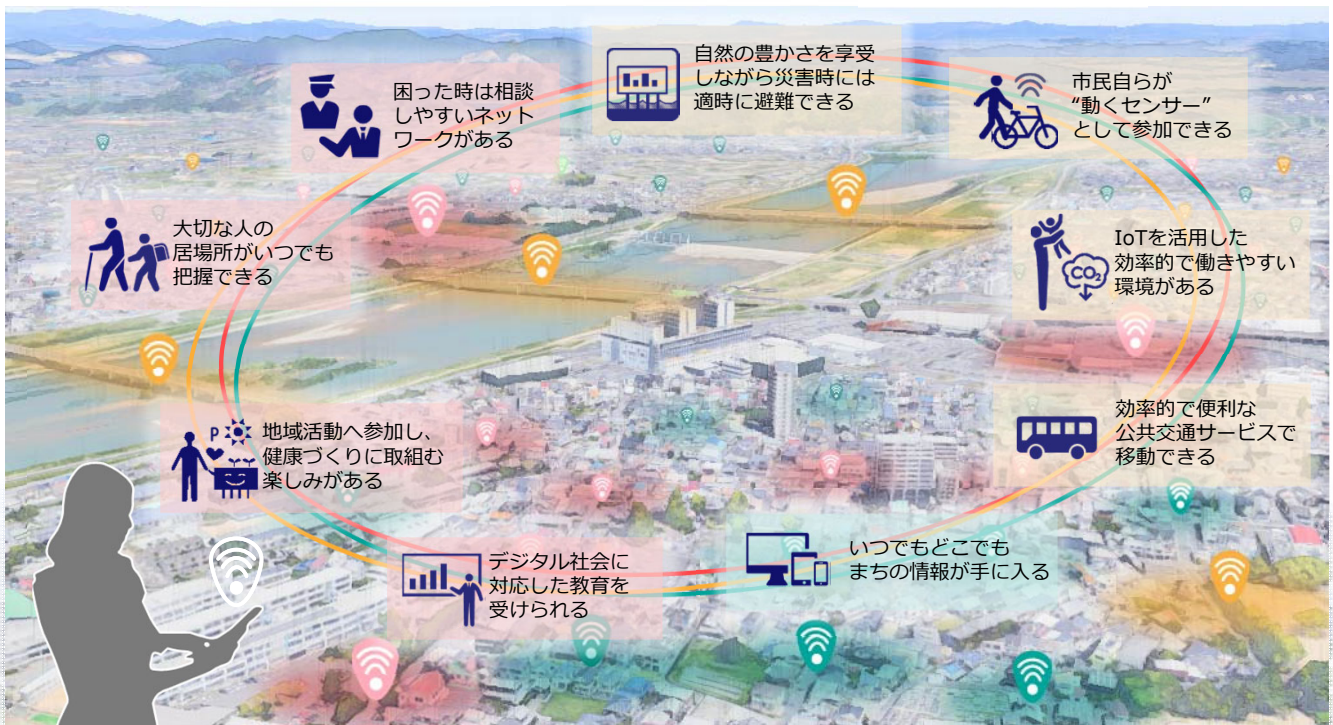 自然の豊かさを享受
しながら災害時には
適時に避難できる
困った時は相談
しやすいネット
ワークがある
市民自らが
“動くセンサー”
として参加できる
大切な人の
居場所がいつでも
把握できる
IoTを活用した
効率的で働きやすい
環境がある
CO₂
効率的で便利な
公共交通サービスで
移動できる
P
地域活動へ参加し、
健康づくりに取組む
楽しみがある
いつでもどこでも
まちの情報が手に入る
デジタル社会に
対応した教育を
受けられる